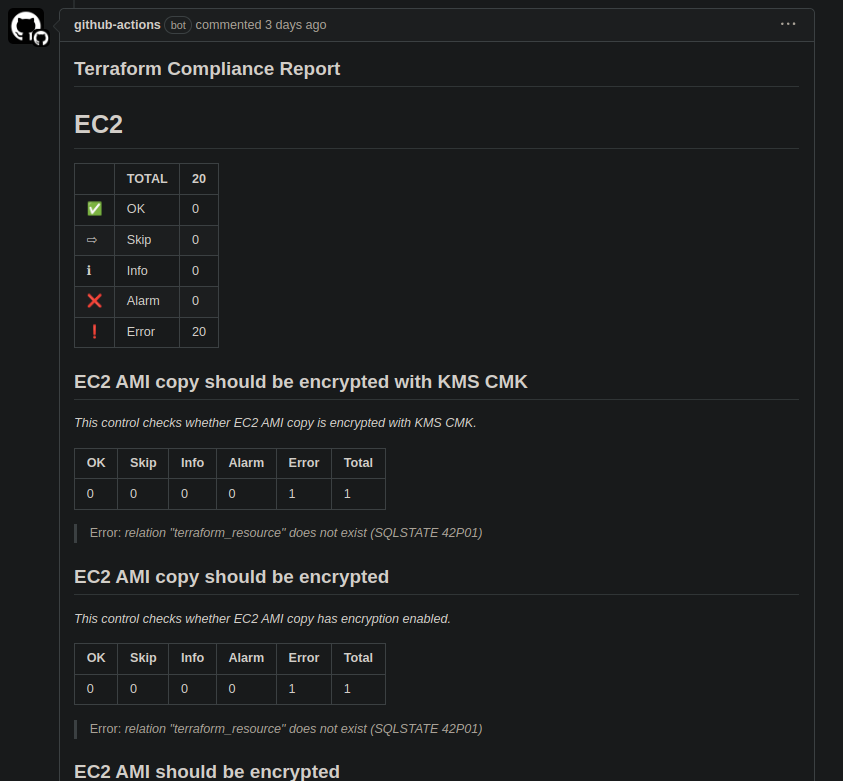 github-actions bot commented 3 days ago ...
Terraform Compliance Report
EC2
TOTAL 20
✅ OK 0
⇨ Skip 0
ℹ Info 0
❌ Alarm 0
❗ Error 20
EC2 AMI copy should be encrypted with KMS CMK
This control checks whether EC2 AMI copy is encrypted with KMS CMK.
OK Skip Info Alarm Error Total
0 0 0 0 1 1
Error: relation "terraform_resource" does not exist (SQLSTATE 42P01)
EC2 AMI copy should be encrypted
This control checks whether EC2 AMI copy has encryption enabled.
OK Skip Info Alarm Error Total
0 0 0 0 1 1
Error: relation "terraform_resource" does not exist (SQLSTATE 42P01)
EC2 AMI should be encrypted